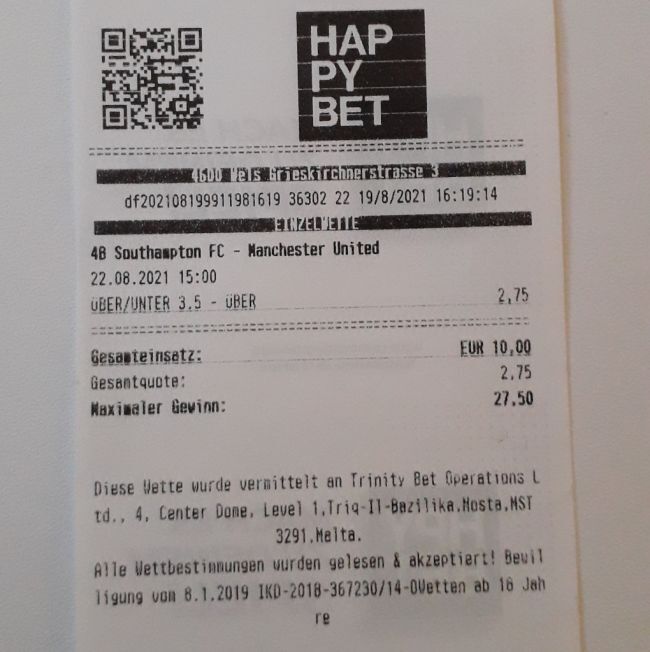 HAP
PY
BET
4600 Wels Grieskirchnerstrasse 3
df202108199911981619 36302 22 19/8/2021 16:19:14
EINZELWETTE
4B Southampton FC - Manchester United
22.08.2021 15:00
ÜBER/UNTER 3.5 - ÜBER 2,75
Gesamteinsatz: EUR 10,00
Gesamtquote: 2,75
Maximaler Gewinn: 27,50
Diese Wette wurde vermittelt an Trinity Bet Operations L
td., 4, Center Dome, Level 1,Triq-Il-Bazilika,Mosta,MST
3291,Malta.
Alle Wettbestimmungen wurden gelesen & akzeptiert! Bewil
ligung vom 8.1.2019 IKD-2018-367230/14-OWetten ab 18 Jah
re